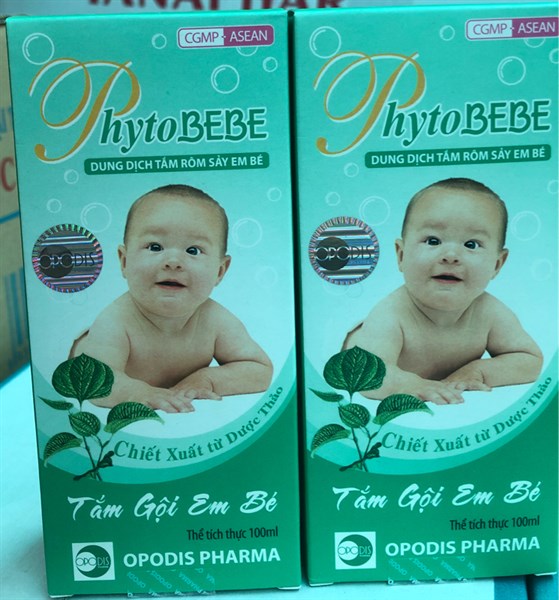 CGMP - ASEAN
PhytoBEBE
DUNG DỊCH TẮM RÔM SẢY EM BÉ
OPODIS
Chiết Xuất từ Dược Thảo
Tắm Gội Em Bé
Thể tích thực 100ml
OPODIS
OPODIS PHARMA
CGMP - ASEAN
PhytoBEBE
DUNG DỊCH TẮM RÔM SẢY EM BÉ
OPODIS
Chiết Xuất từ Dược Thảo
Tắm Gội Em Bé
Thể tích thực 100ml
OPODIS
OPODIS PHARMA